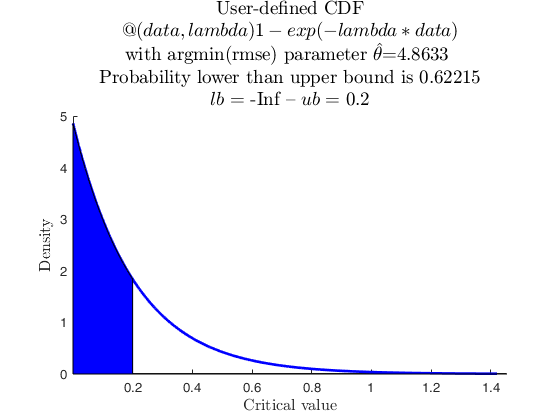 User-defined CDF
@(data, lambda)1 − exp(−lambda ∗ data)
with argmin(rmse) parameter θ̂=4.8633
Probability lower than upper bound is 0.62215
lb = -Inf – ub = 0.2
5
4
3
2
1
0
Density
0.2 0.4 0.6 0.8 1 1.2 1.4
Critical value